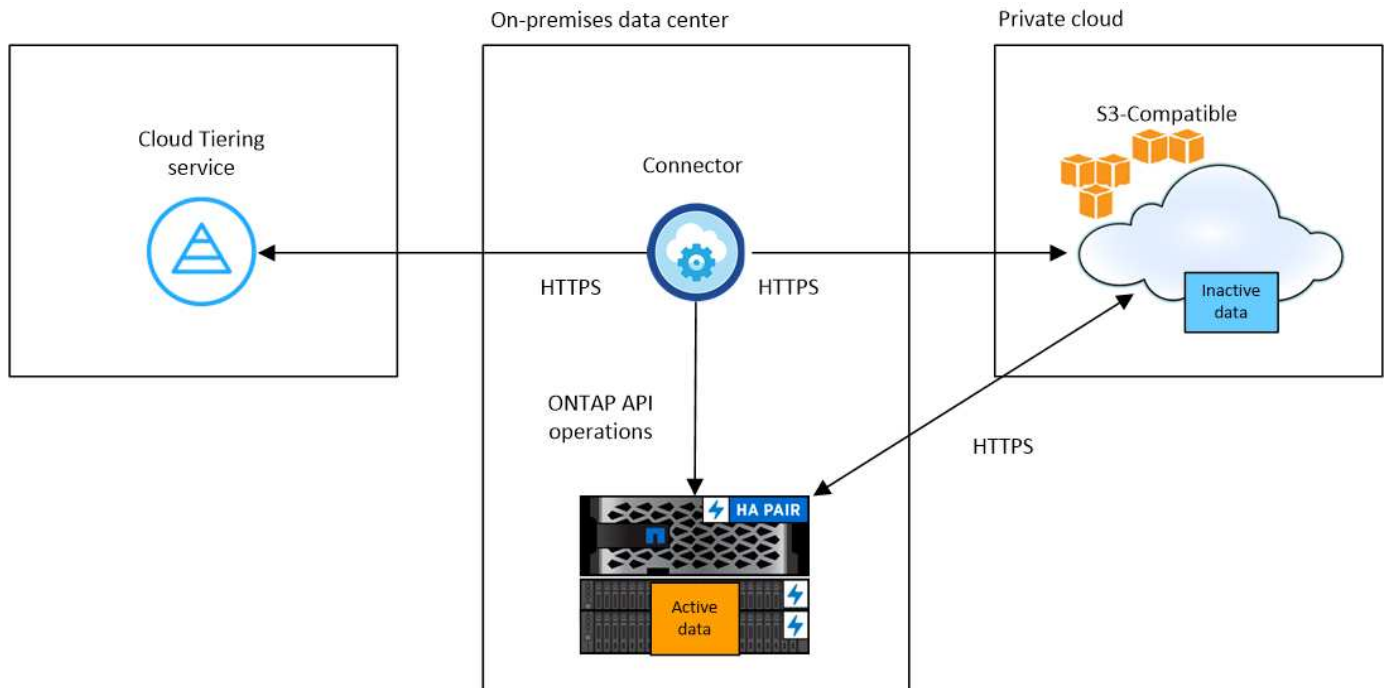 On-premises data center
Private cloud
Cloud Tiering
service
Connector
S3-Compatible
HTTPS
HTTPS
Inactive
data
ONTAP API
operations
HTTPS
HA PAIR
Active
data